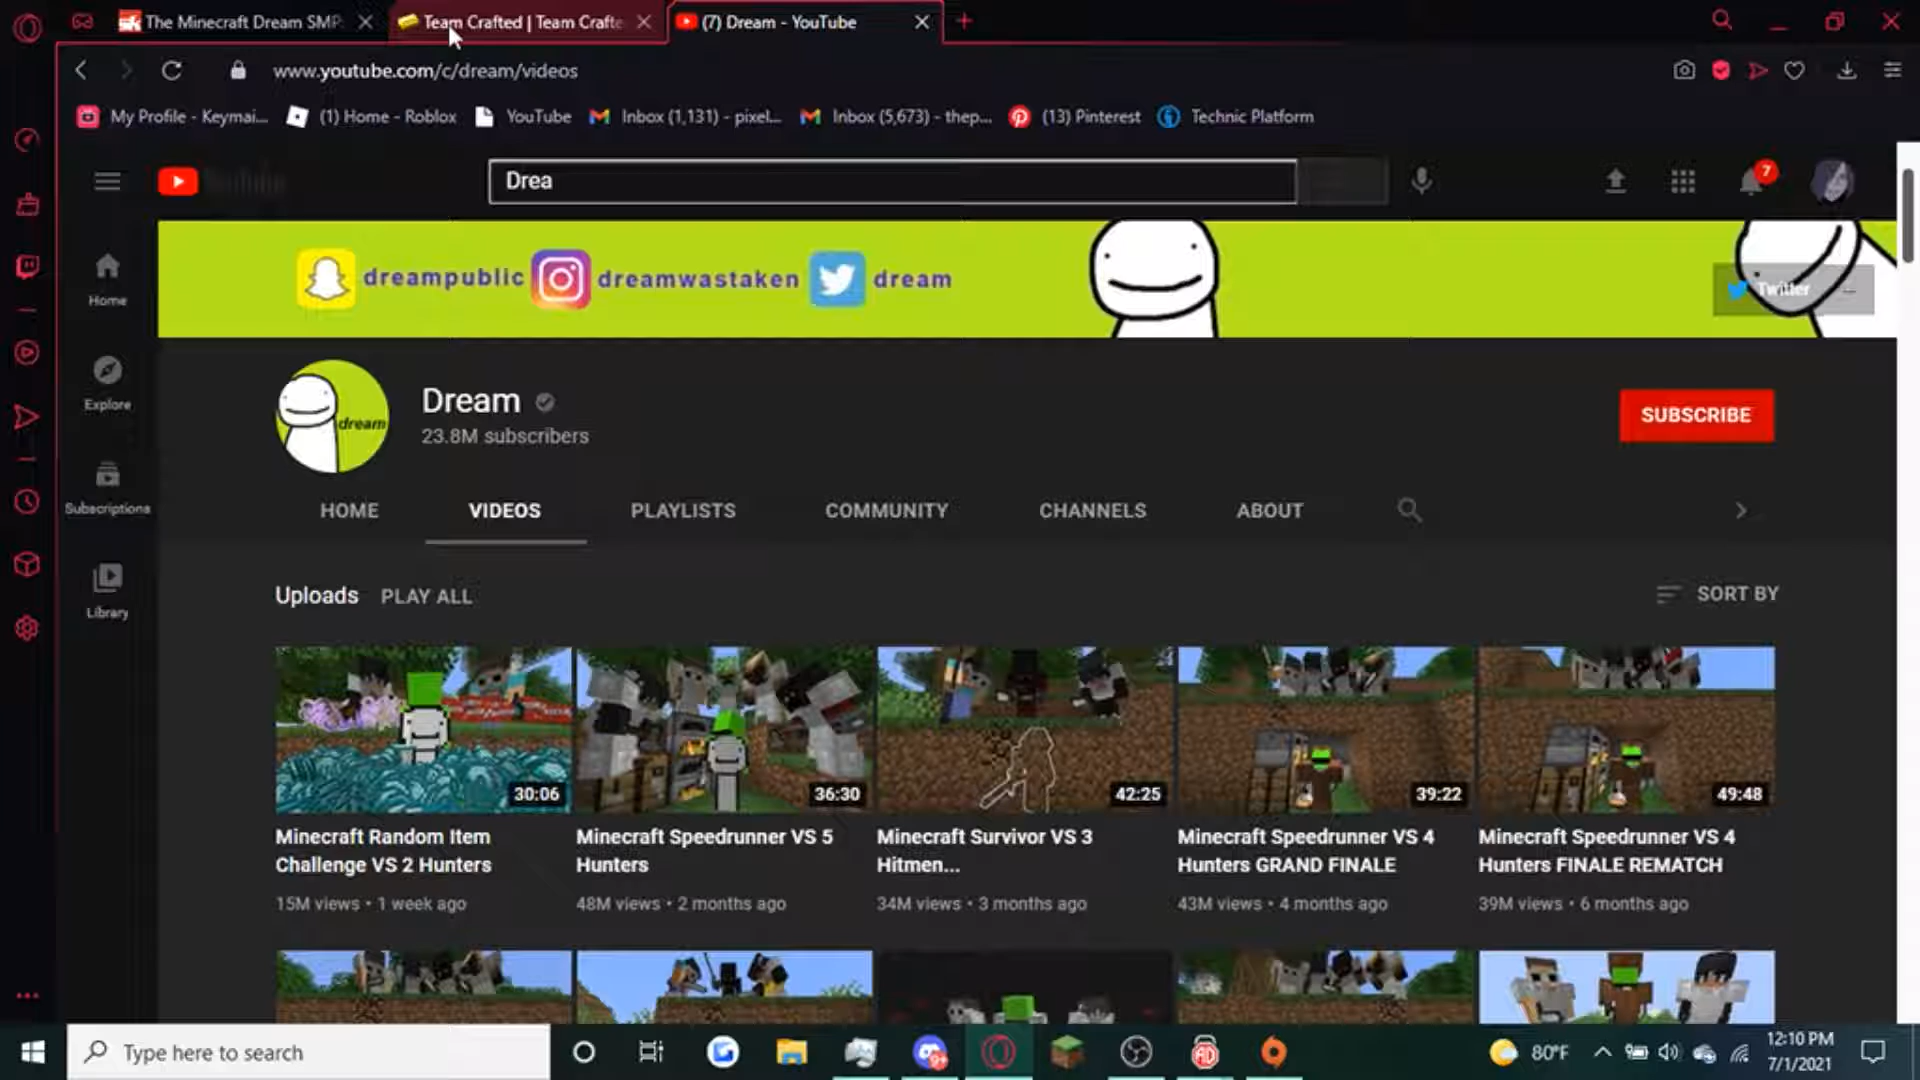 The Minecraft Dream SMP
Team Crafted | Team Crafte
(7) Dream - YouTube
www.youtube.com/c/dream/videos
My Profile - Keymai...
(1) Home - Roblox
YouTube
Inbox (1,131) - pixel...
Inbox (5,673) - thep...
(13) Pinterest
Technic Platform
Drea
7
dreampublic
dreamwastaken
dream
Twitter
Home
Explore
Subscriptions
Library
dream
Dream
23.8M subscribers
SUBSCRIBE
HOME
VIDEOS
PLAYLISTS
COMMUNITY
CHANNELS
ABOUT
Uploads
PLAY ALL
SORT BY
30:06
36:30
42:25
39:22
49:48
Minecraft Random Item
Challenge VS 2 Hunters
15M views • 1 week ago
Minecraft Speedrunner VS 5
Hunters
48M views • 2 months ago
Minecraft Survivor VS 3
Hitmen...
34M views • 3 months ago
Minecraft Speedrunner VS 4
Hunters GRAND FINALE
43M views • 4 months ago
Minecraft Speedrunner VS 4
Hunters FINALE REMATCH
39M views • 6 months ago
Type here to search
9+
AD
80°F
12:10 PM
7/1/2021